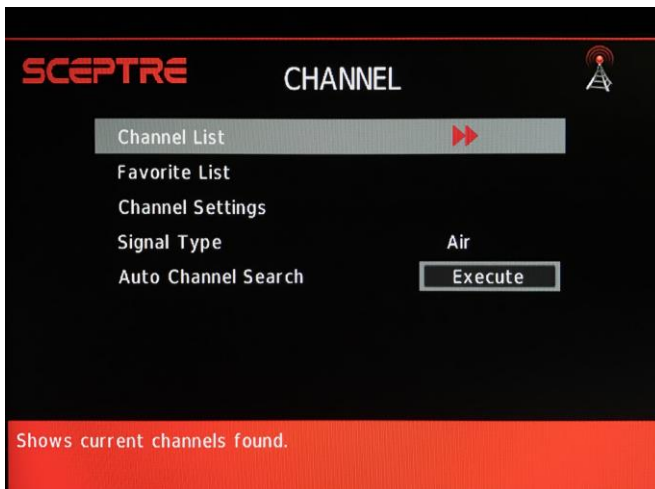 SCEPTRE
CHANNEL
Channel List
Favorite List
Channel Settings
Signal Type Air
Auto Channel Search Execute
Shows current channels found.